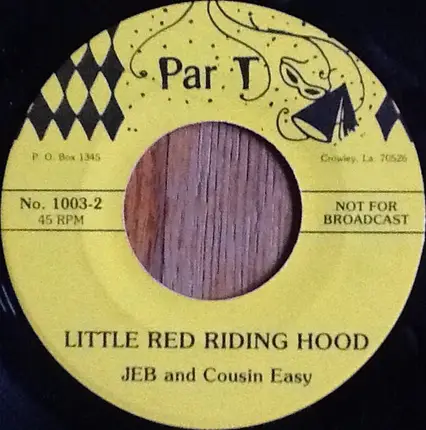 Par T
P. O. Box 1345
Crowley, La. 70526
No. 1003-2
45 RPM
NOT FOR
BROADCAST
LITTLE RED RIDING HOOD
JEB and Cousin Easy